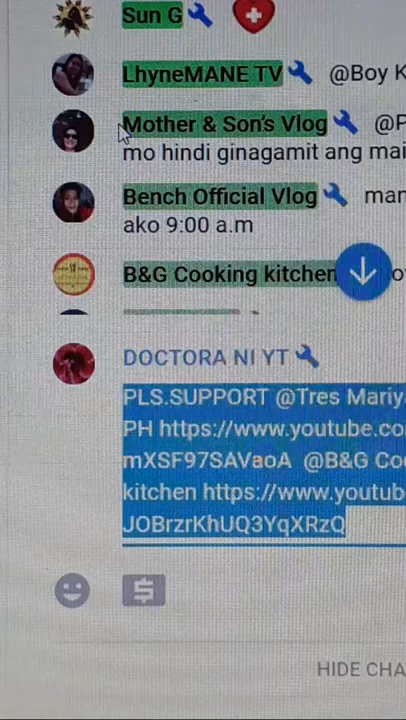 Sun G
LhyneMANE TV @Boy K
Mother & Son's Vlog @P
mo hindi ginagamit ang mai
Bench Official Vlog man
ako 9:00 a.m
B&G Cooking kitchen
DOCTORA NI YT
PLS.SUPPORT @Tres Mariy
PH https://www.youtube.co
mXSF97SAVaoA @B&G Coo
kitchen https://www.youtub
JOBrzrKhUQ3YqXRzQ
HIDE CHA